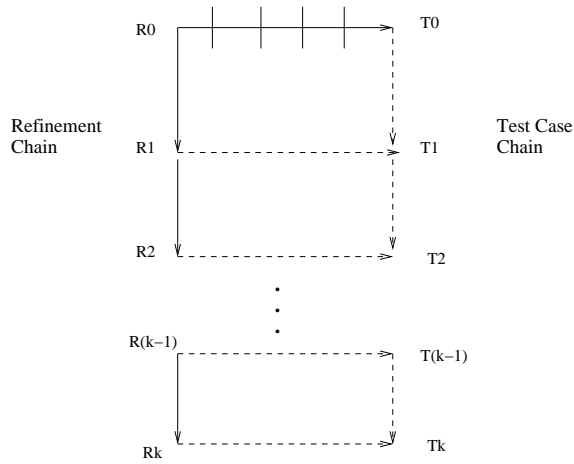 R0
T0
Refinement
Chain
R1
T1
Test Case
Chain
R2
T2
R(k−1)
T(k−1)
Rk
Tk